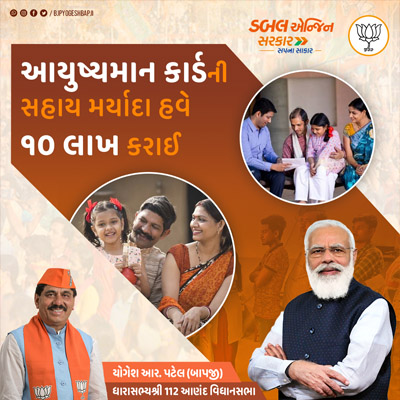 / BJPYOGESHBAPJI
ડબલ એન્જિન
સરકાર
સપના સાકાર
ભાજપ
આયુષ્યમાન કાર્ડની
સહાય મર્યાદા હવે
૧૦ લાખ કરાઈ
યોગેશ આર. પટેલ (બાપજી)
ધારાસભ્યશ્રી 112 આણંદ વિધાનસભા